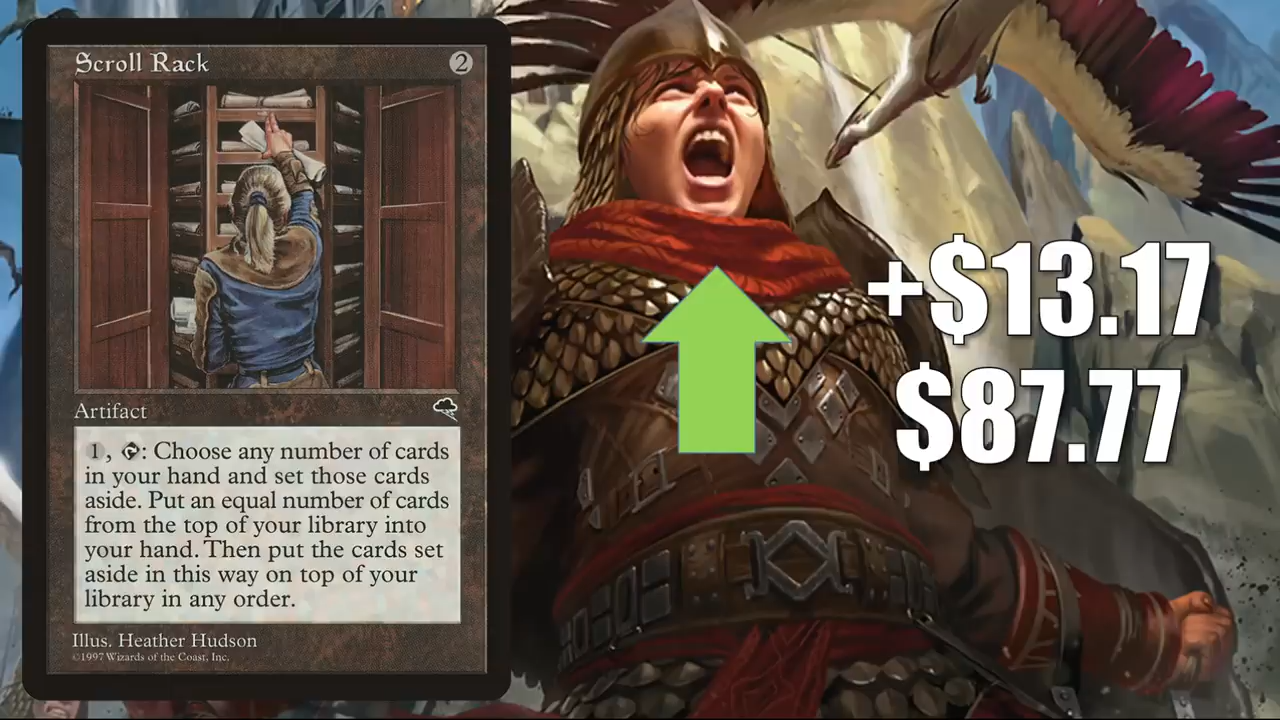 Scroll Rack 2
Artifact
1, : Choose any number of cards
in your hand and set those cards
aside. Put an equal number of cards
from the top of your library into
your hand. Then put the cards set
aside in this way on top of your
library in any order.
Illus. Heather Hudson
©1997 Wizards of the Coast, Inc.
+$13.17
$87.77